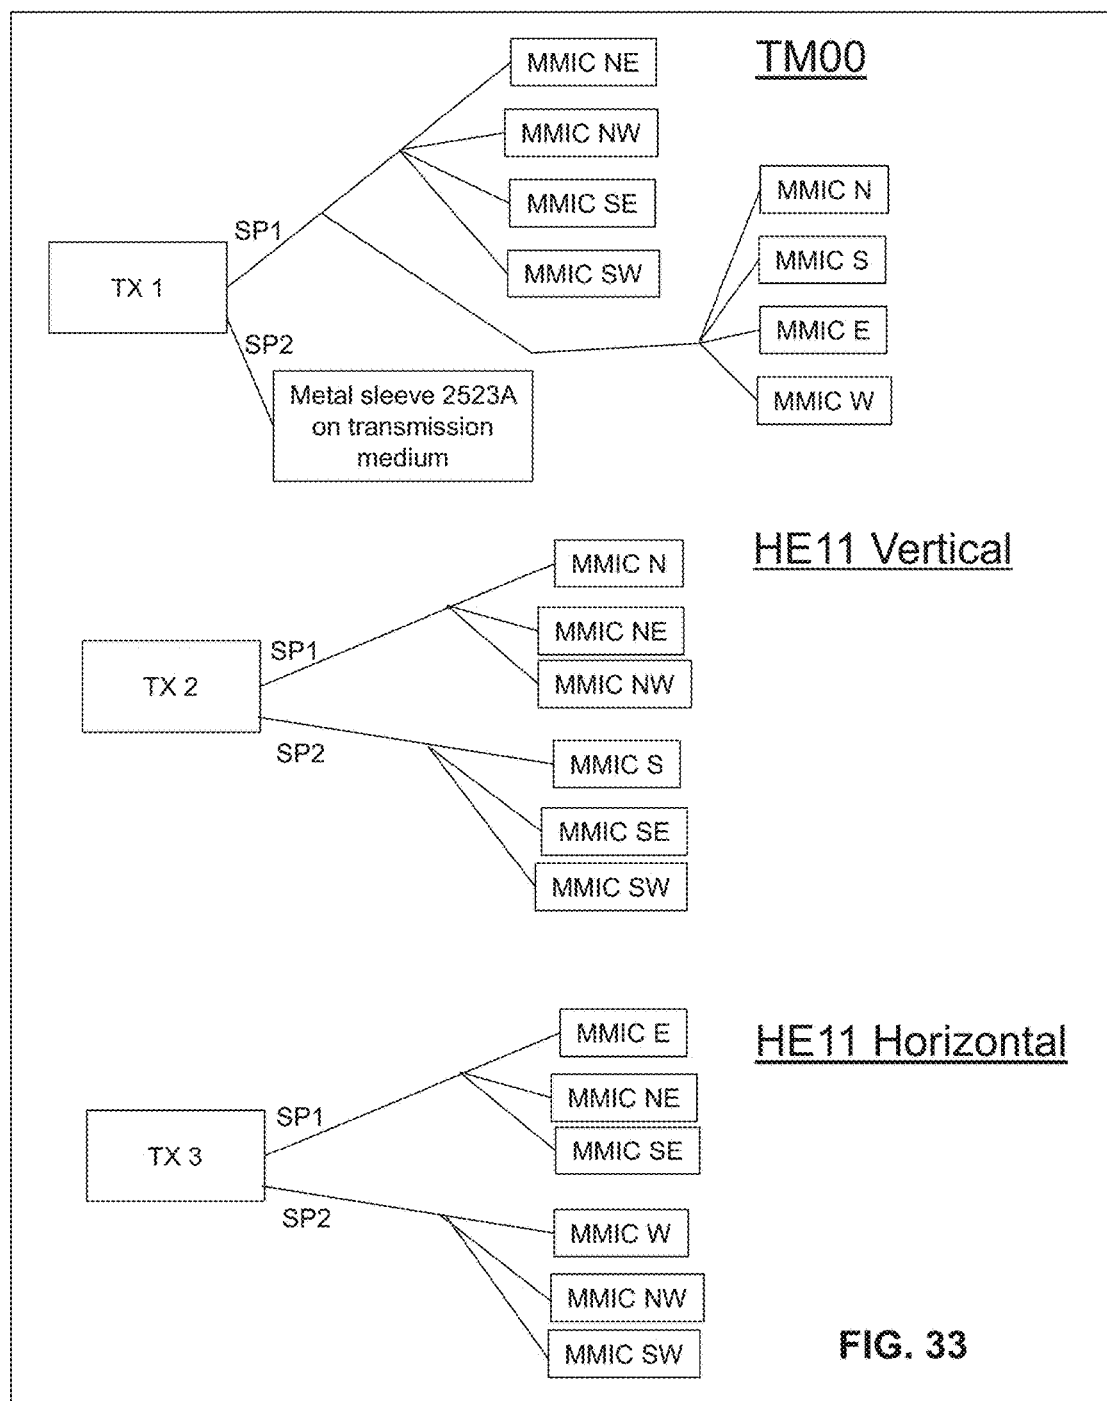 TM00
MMIC NE
MMIC NW
MMIC SE
MMIC SW
MMIC N
MMIC S
MMIC E
MMIC W
SP1
TX 1
SP2
Metal sleeve 2523A
on transmission
medium
HE11 Vertical
MMIC N
MMIC NE
MMIC NW
SP1
TX 2
SP2
MMIC S
MMIC SE
MMIC SW
HE11 Horizontal
MMIC E
MMIC NE
MMIC SE
SP1
TX 3
SP2
MMIC W
MMIC NW
MMIC SW
FIG. 33